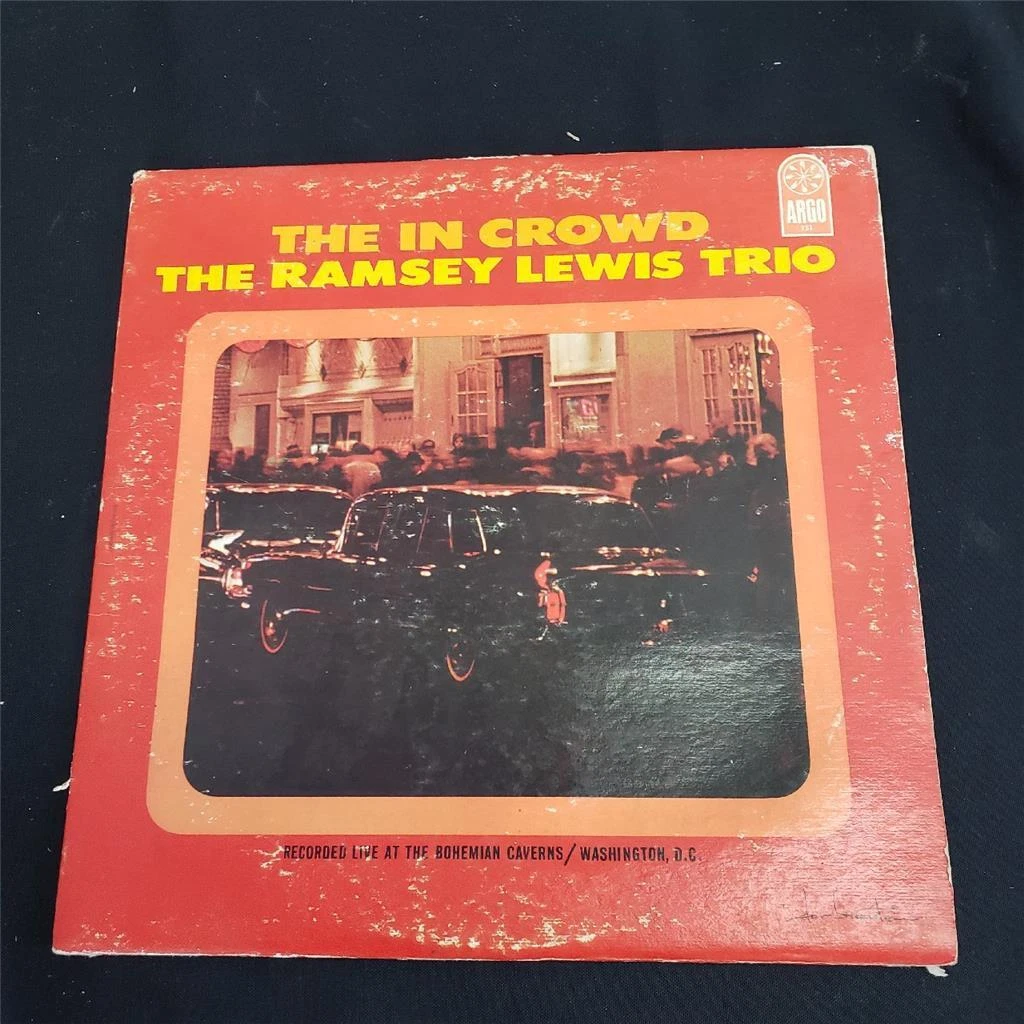 ARGO
THE IN CROWD
THE RAMSEY LEWIS TRIO
RECORDED LIVE AT THE BOHEMIAN CAVERNS/WASHINGTON, D.C.